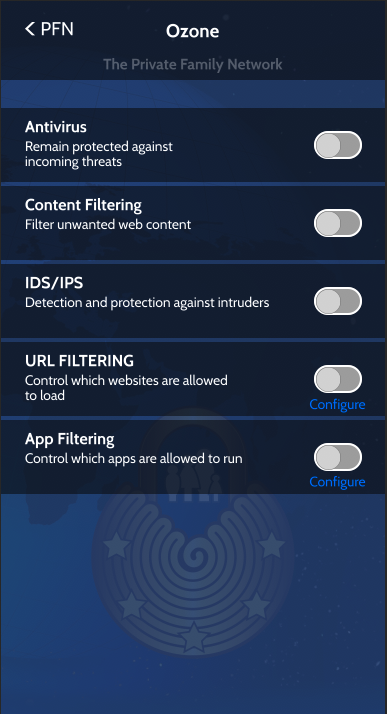 PFN
Ozone
The Private Family Network
Antivirus
Remain protected against
incoming threats
Content Filtering
Filter unwanted web content
IDS/IPS
Detection and protection against intruders
URL FILTERING
Control which websites are allowed
to load
Configure
App Filtering
Control which apps are allowed to run
Configure